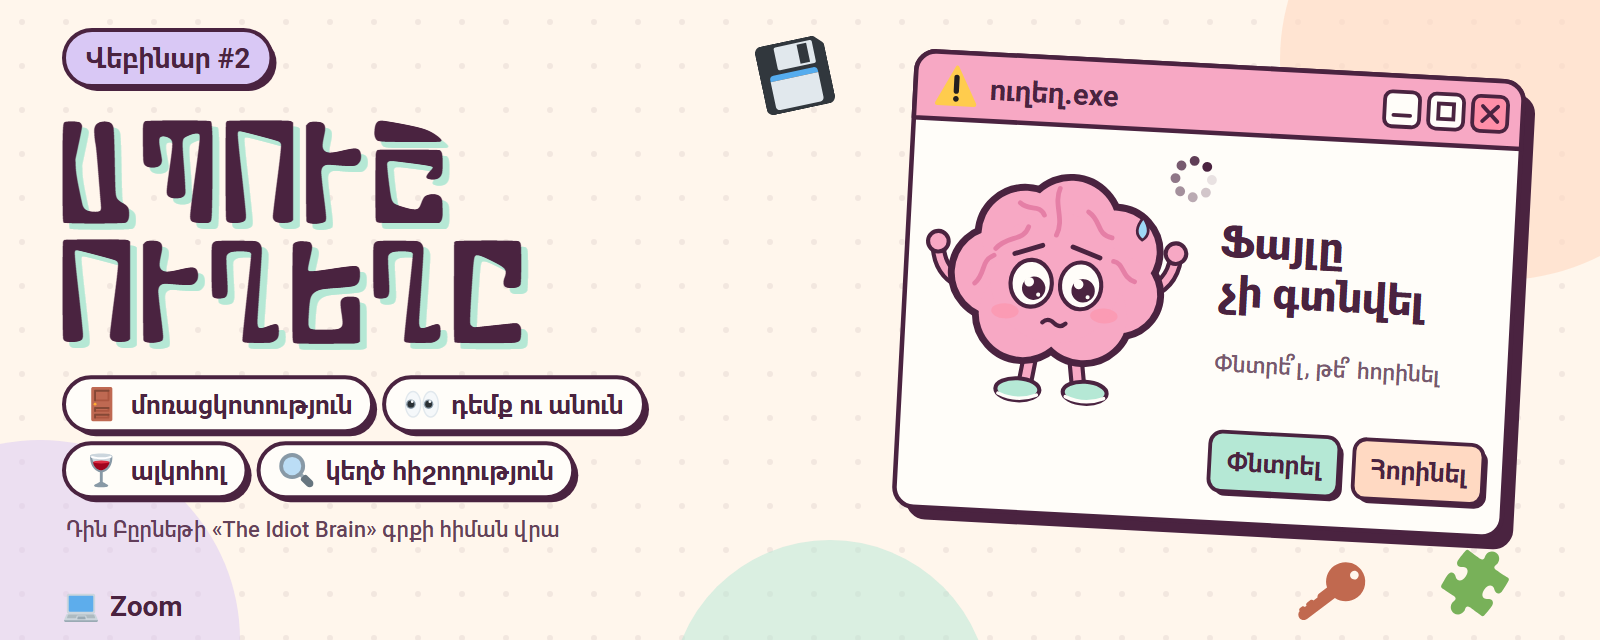 Վեբինար #2
ԱՊՈՒՇ
ՈՒՂԵՂԸ
մոռացկոտություն
դեմք ու անուն
ալկոհոլ
կեղծ հիշողություն
Դին Բըրնեթի «The Idiot Brain» գրքի հիման վրա
Zoom
ուղեղ.exe
Ֆայլը
չի գտնվել
Փնտրե՞լ, թե՞ հորինել
Փնտրել
Հորինել